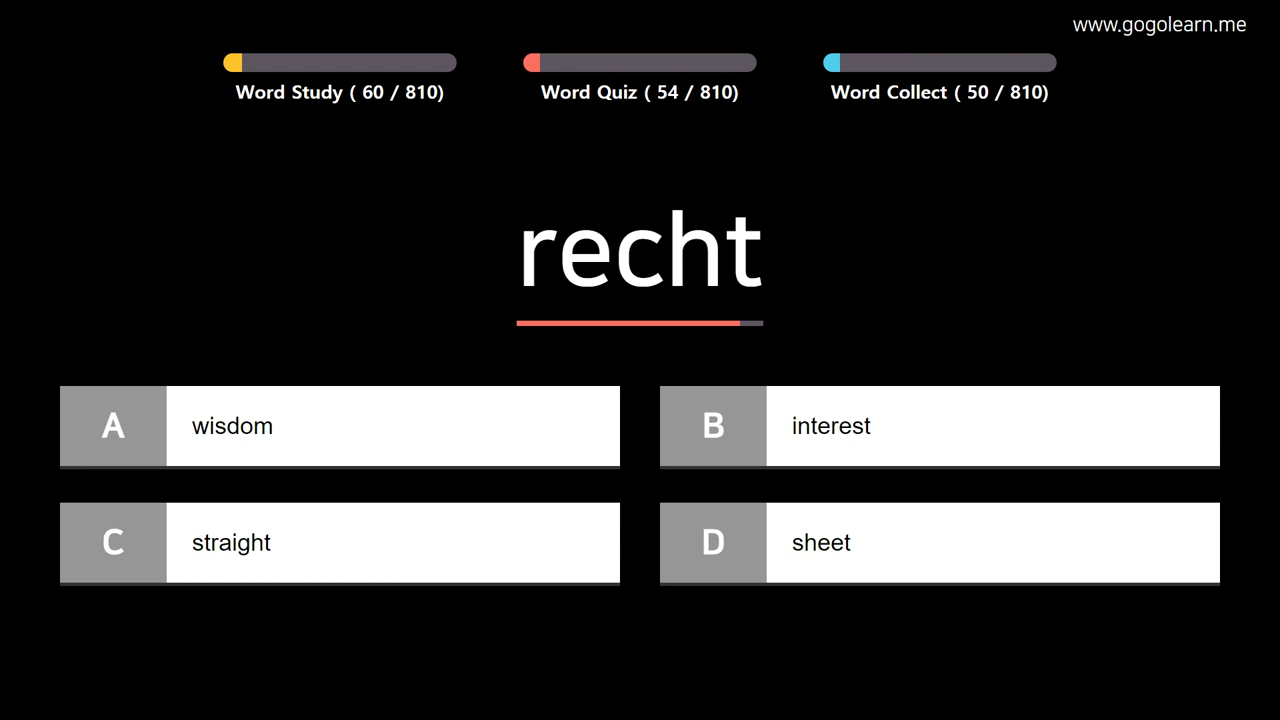 www.gogolearn.me
Word Study ( 60 / 810)
Word Quiz ( 54 / 810)
Word Collect ( 50 / 810)
recht
A wisdom
B interest
C straight
D sheet